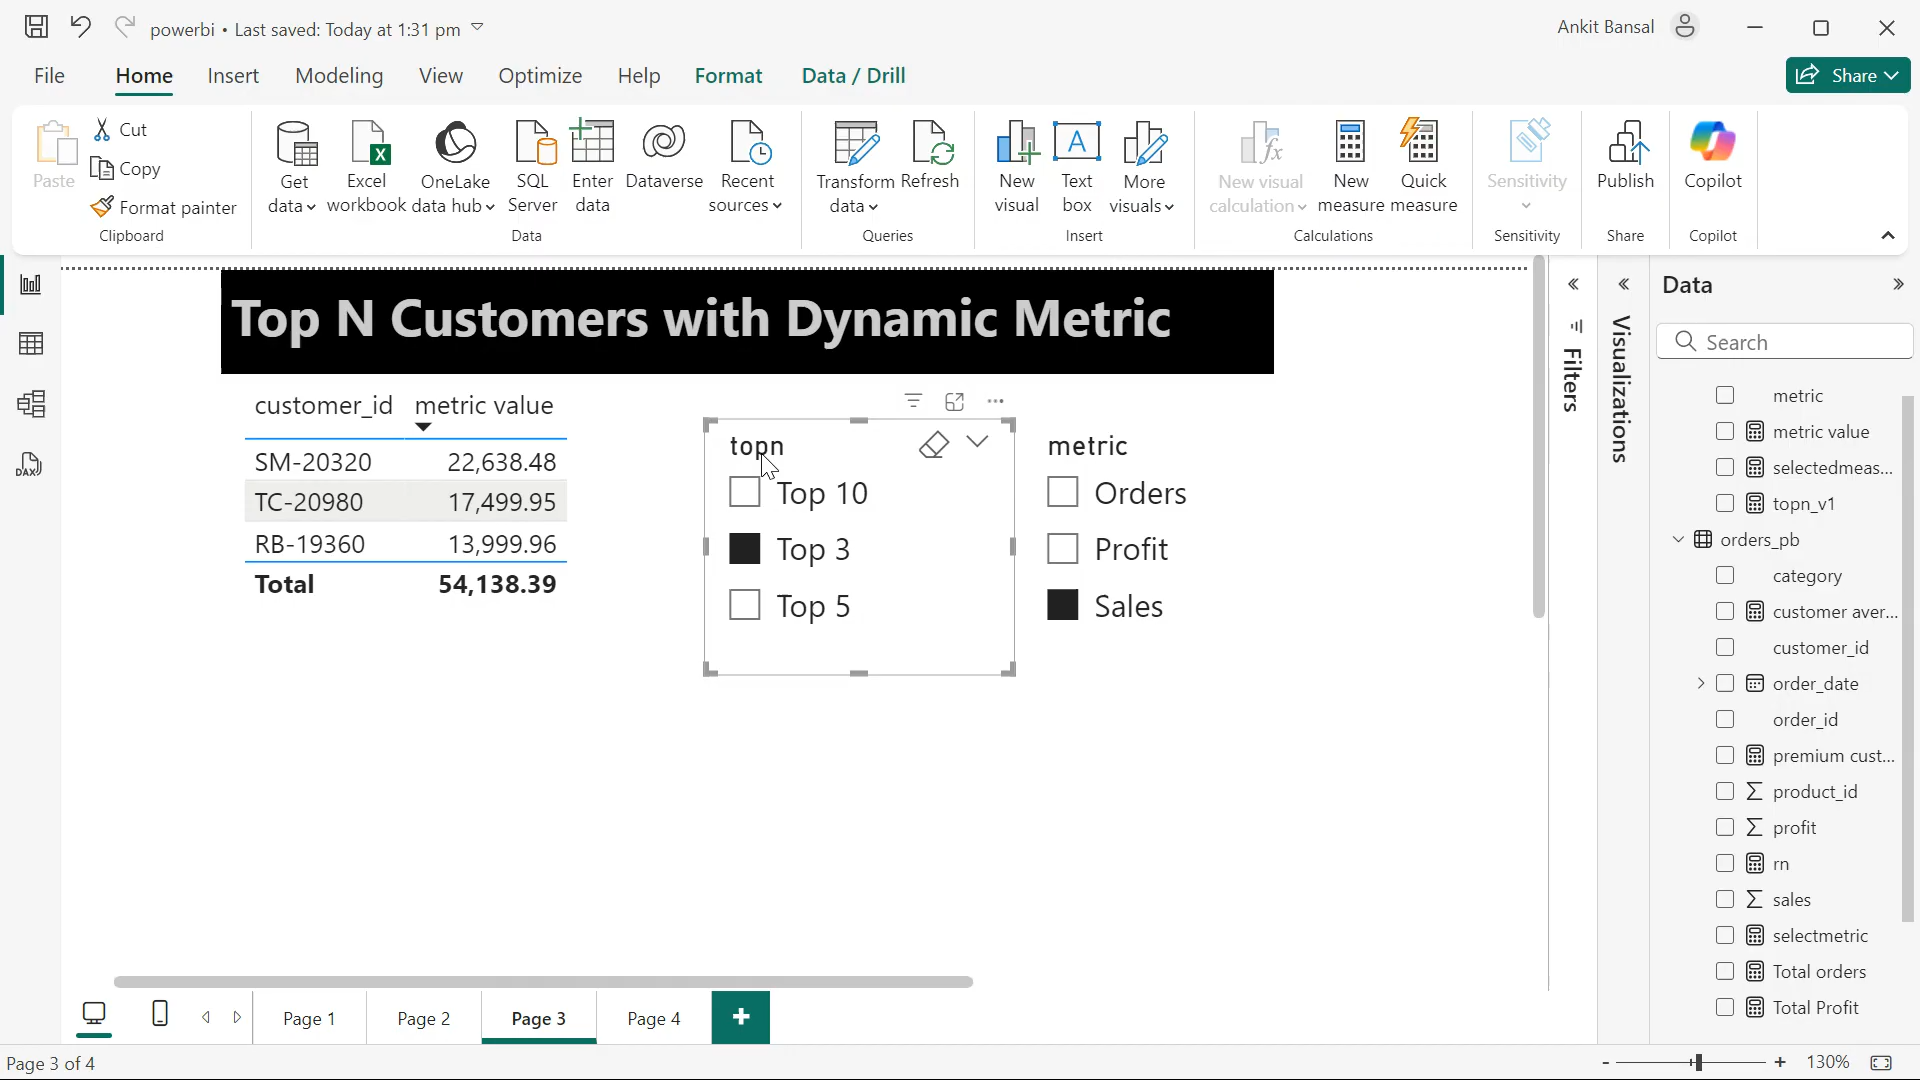 powerbi • Last saved: Today at 1:31 pm
Ankit Bansal
File Home Insert Modeling View Optimize Help Format Data / Drill
Share
Paste
Cut
Copy
Format painter
Clipboard
Get data
Excel workbook
OneLake data hub
SQL Server
Enter data
Dataverse
Recent sources
Data
Transform data
Refresh
Queries
New visual
Text box
More visuals
Insert
New visual calculation
New measure
Quick measure
Calculations
Sensitivity
Sensitivity
Publish
Share
Copilot
Copilot
Top N Customers with Dynamic Metric
customer_id metric value
SM-20320 22,638.48
TC-20980 17,499.95
RB-19360 13,999.96
Total 54,138.39
topn
Top 10
Top 3
Top 5
metric
Orders
Profit
Sales
Filters
Visualizations
Data
Search
metric
metric value
selectedmeas...
topn_v1
orders_pb
category
customer aver...
customer_id
order_date
order_id
premium cust...
product_id
profit
rn
sales
selectmetric
Total orders
Total Profit
Page 1
Page 2
Page 3
Page 4
Page 3 of 4
- + 130%